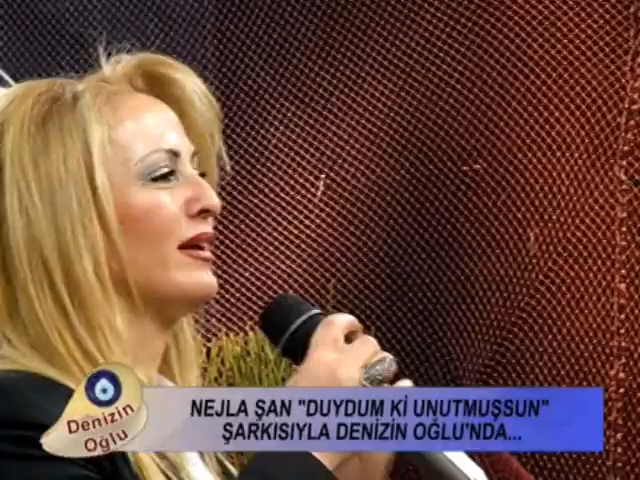 NEJLA ŞAN "DUYDUM Kİ UNUTMUŞSUN"
ŞARKISIYLA DENİZİN OĞLU'NDA...
Denizin
Oğlu